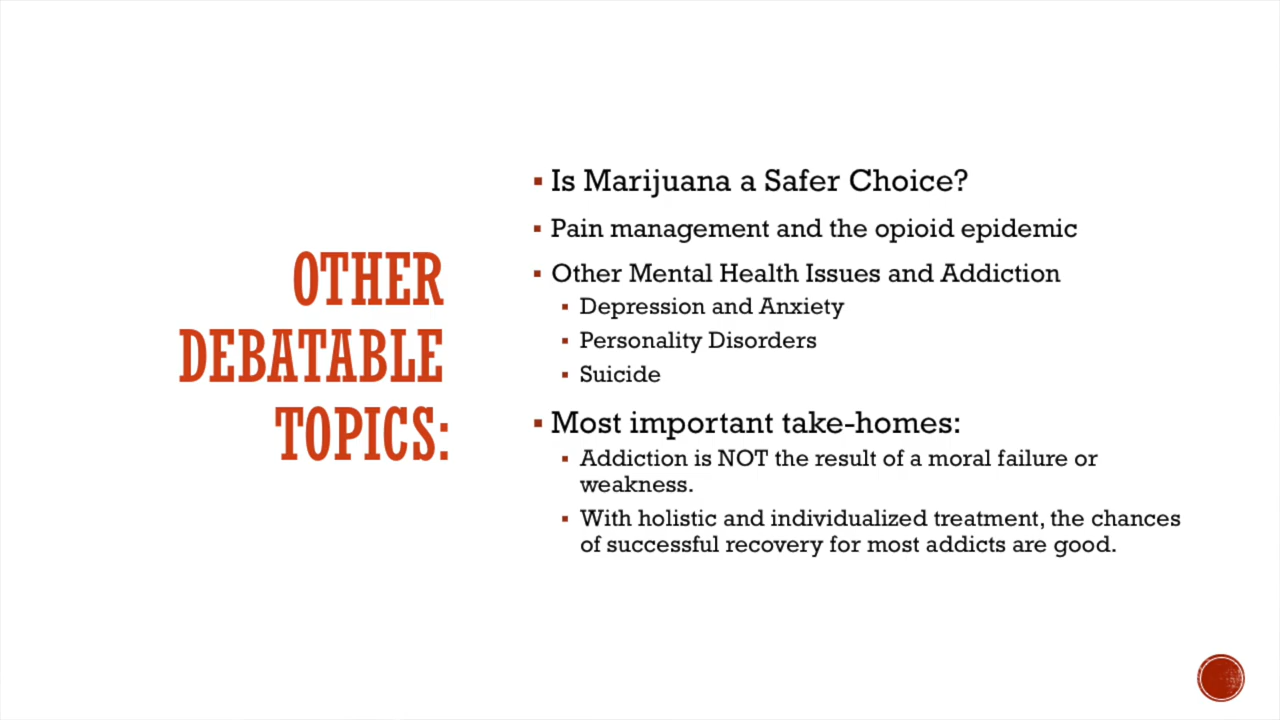 OTHER
DEBATABLE
TOPICS:
▪ Is Marijuana a Safer Choice?
▪ Pain management and the opioid epidemic
▪ Other Mental Health Issues and Addiction
▪ Depression and Anxiety
▪ Personality Disorders
▪ Suicide
▪ Most important take-homes:
▪ Addiction is NOT the result of a moral failure or
weakness.
▪ With holistic and individualized treatment, the chances
of successful recovery for most addicts are good.